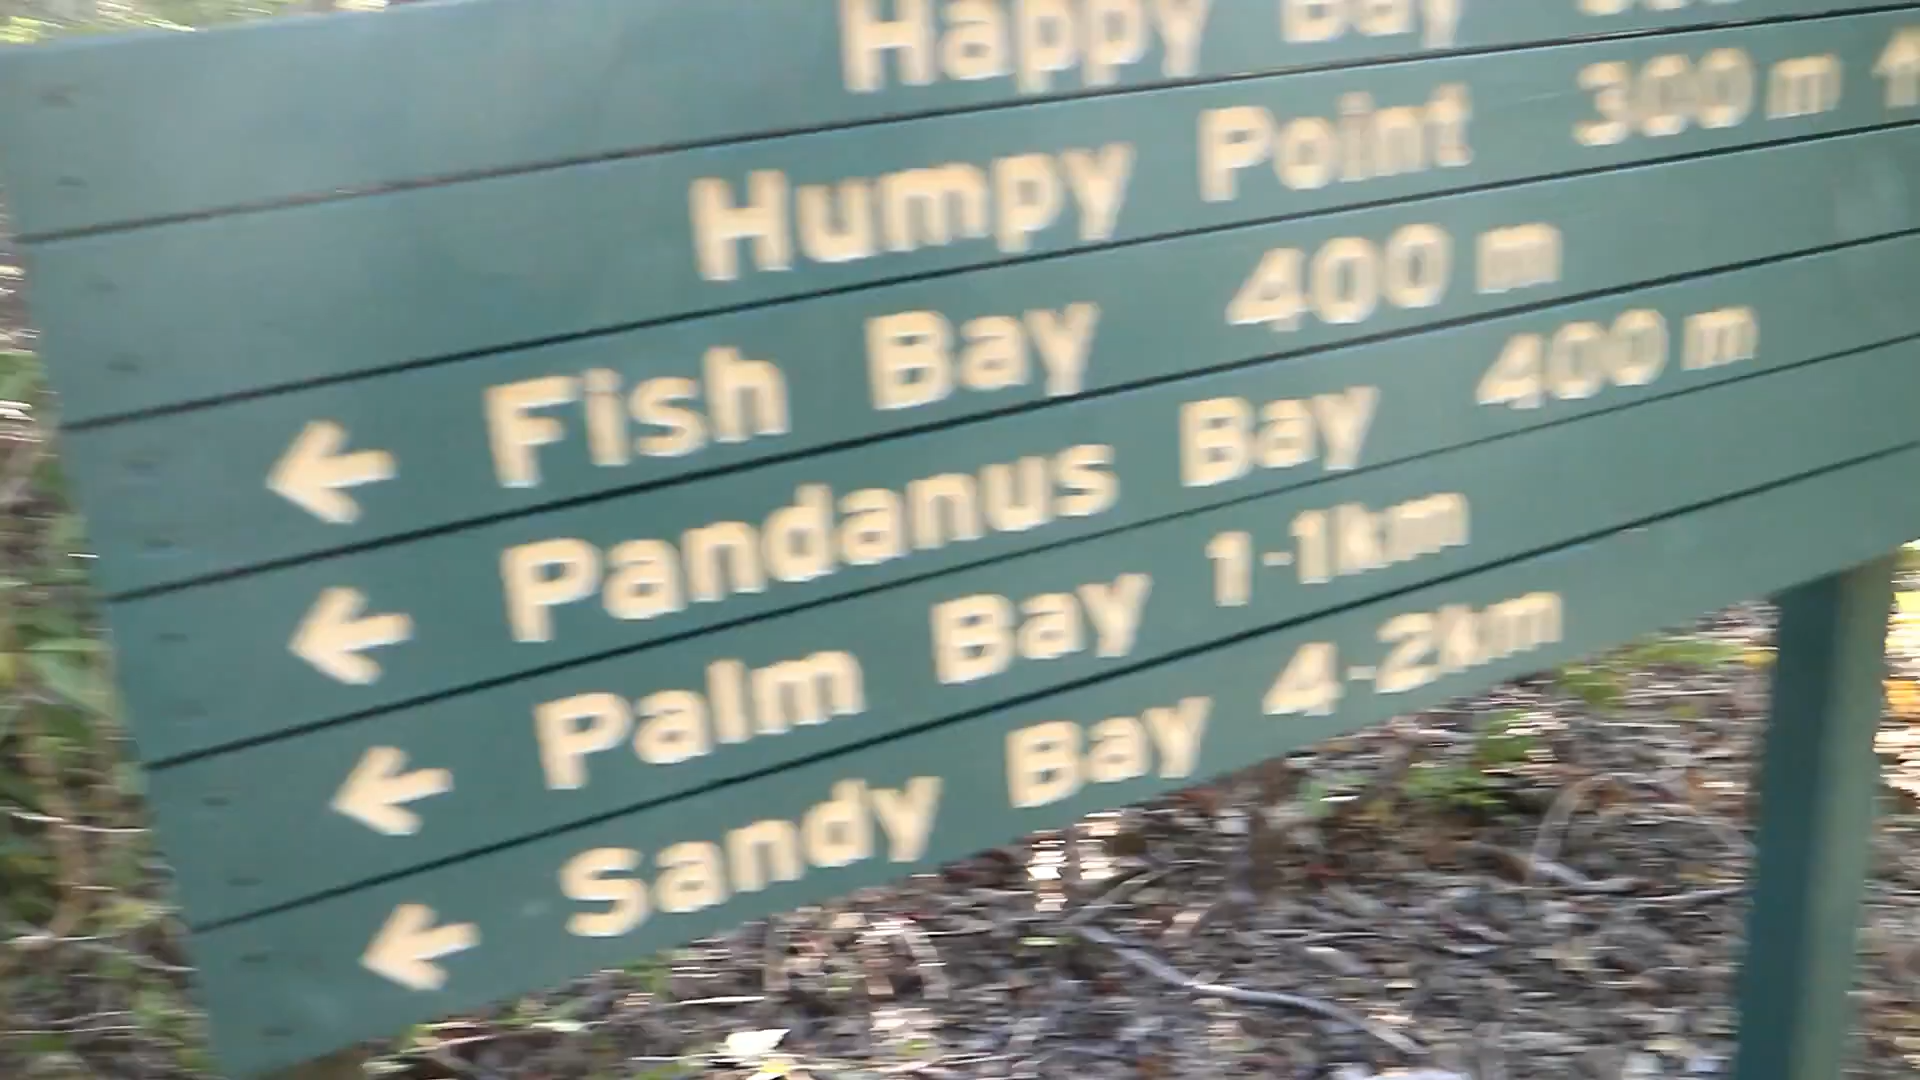 Happy Bay
Humpy Point 300 m
← Fish Bay 400 m
← Pandanus Bay 400 m
← Palm Bay 1-1km
← Sandy Bay 4-2km